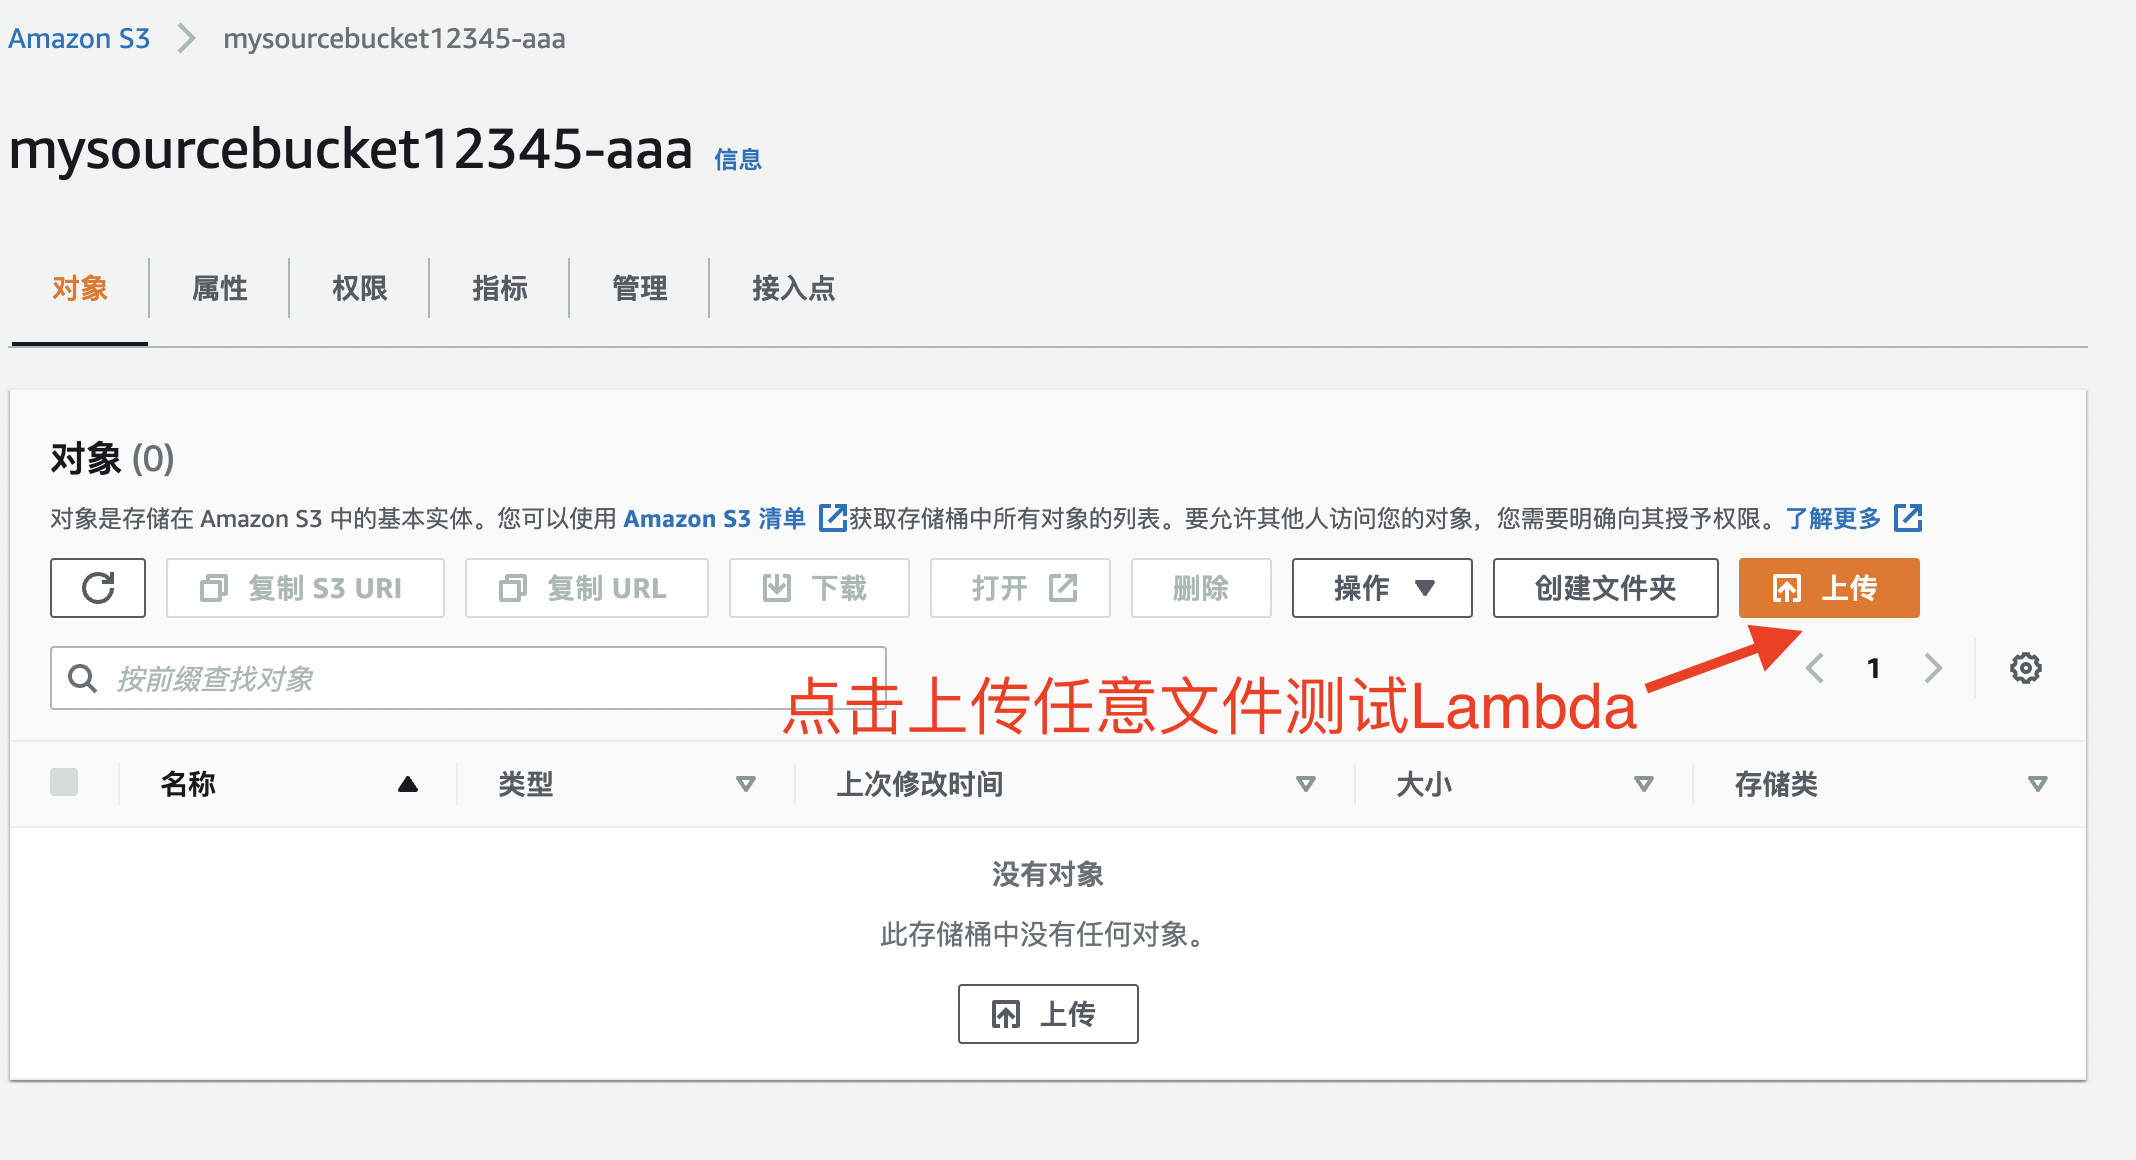 Amazon S3 mysourcebucket12345-aaa
mysourcebucket12345-aaa 信息
对象 属性 权限 指标 管理 接入点
对象 (0)
对象是存储在 Amazon S3 中的基本实体。您可以使用 Amazon S3 清单 获取存储桶中所有对象的列表。要允许其他人访问您的对象，您需要明确向其授予权限。了解更多
复制 S3 URI 复制 URL 下载 打开 删除 操作 创建文件夹 上传
按前缀查找对象 1
点击上传任意文件测试Lambda
名称 类型 上次修改时间 大小 存储类
没有对象
此存储桶中没有任何对象。
上传